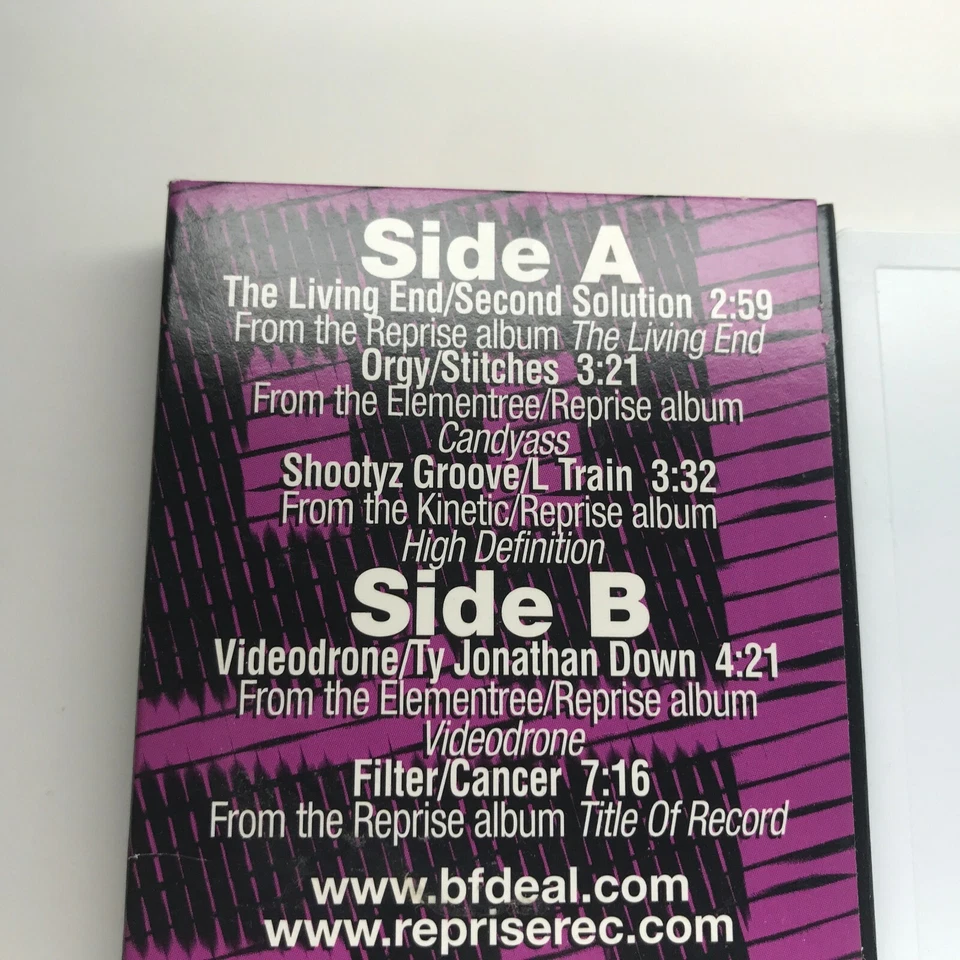 Side A
The Living End/Second Solution 2:59
From the Reprise album The Living End
Orgy/Stitches 3:21
From the Elementree/Reprise album
Candyass
Shootyz Groove/L Train 3:32
From the Kinetic/Reprise album
High Definition
Side B
Videodrone/Ty Jonathan Down 4:21
From the Elementree/Reprise album
Videodrone
Filter/Cancer 7:16
From the Reprise album Title Of Record
www.bfdeal.com
www.repriserec.com